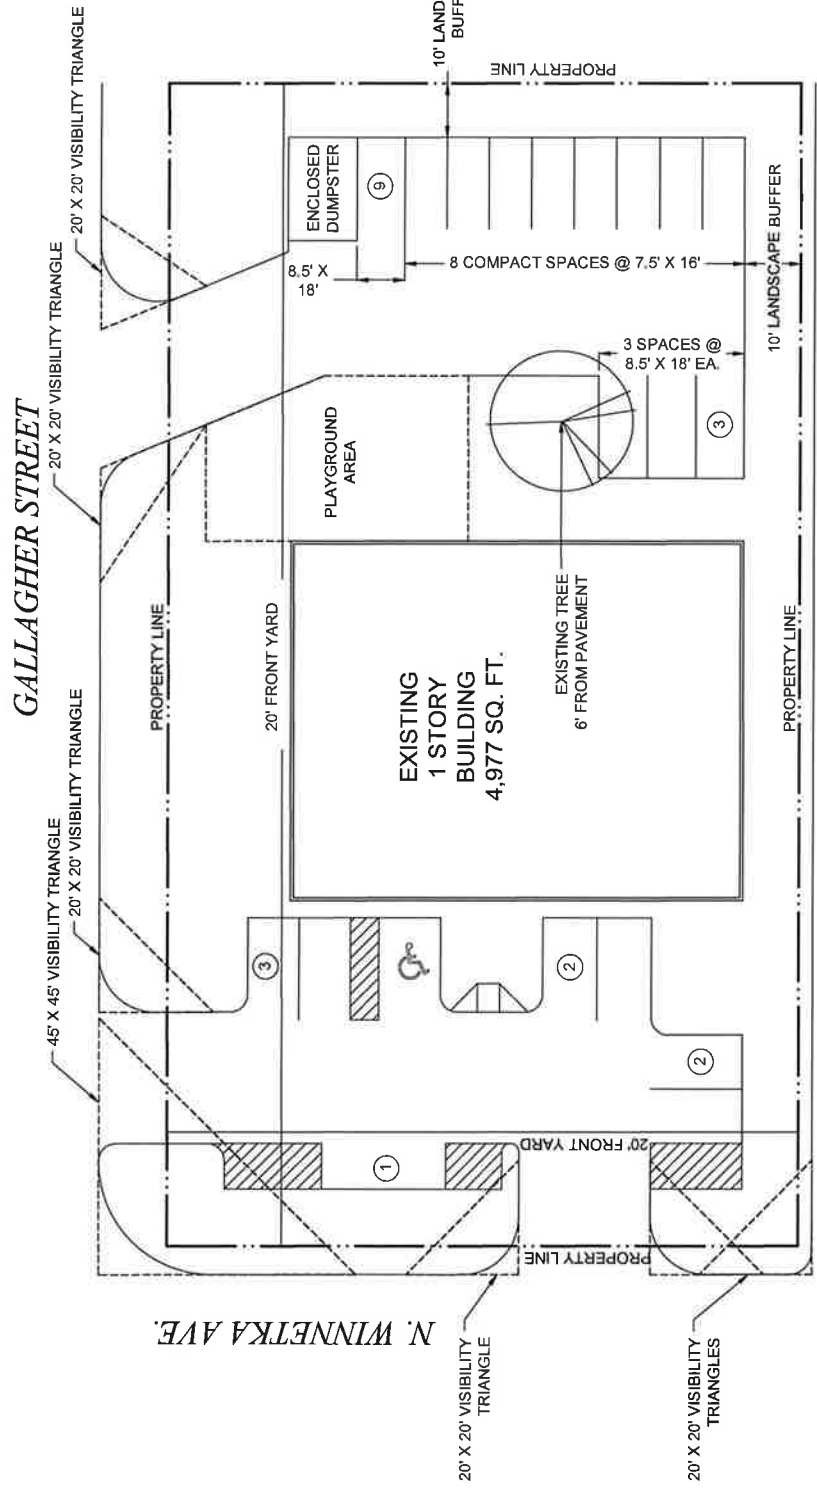 10' LAND
BUFF
20' X 20' VISIBILITY TRIANGLE
PROPERTY LINE
20' X 20' VISIBILITY TRIANGLE
ENCLOSED
DUMPSTER
9
8.5' X
18'
8 COMPACT SPACES @ 7.5' X 16'
10' LANDSCAPE BUFFER
GALLAGHER STREET
3 SPACES @
8.5' X 18' EA.
3
PLAYGROUND
AREA
PROPERTY LINE
20' FRONT YARD
EXISTING TREE
6' FROM PAVEMENT
EXISTING
1 STORY
BUILDING
4,977 SQ. FT.
PROPERTY LINE
20' X 20' VISIBILITY TRIANGLE
45' X 45' VISIBILITY TRIANGLE
3
2
2
20' FRONT YARD
1
PROPERTY LINE
N. WINNETKA AVE.
20' X 20' VISIBILITY
TRIANGLE
20' X 20' VISIBILITY
TRIANGLES